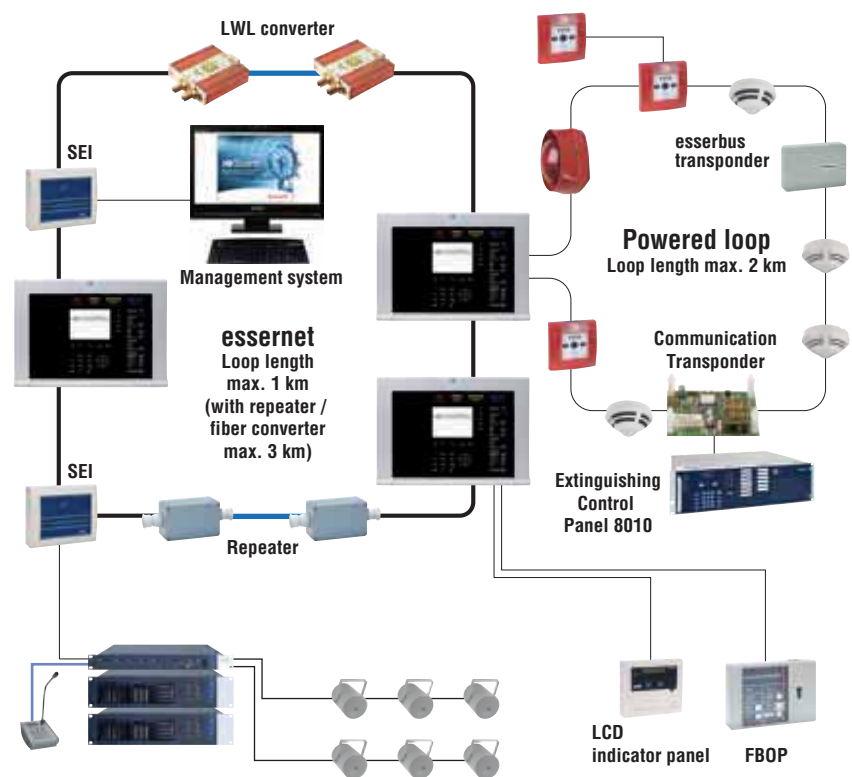 LWL converter
SEI
Management system
esserbus
transponder
Powered loop
Loop length max. 2 km
essernet
Loop length
max. 1 km
(with repeater /
fiber converter
max. 3 km)
Communication
Transponder
SEI
Extinguishing
Control
Panel 8010
Repeater
LCD
indicator panel
FBOP